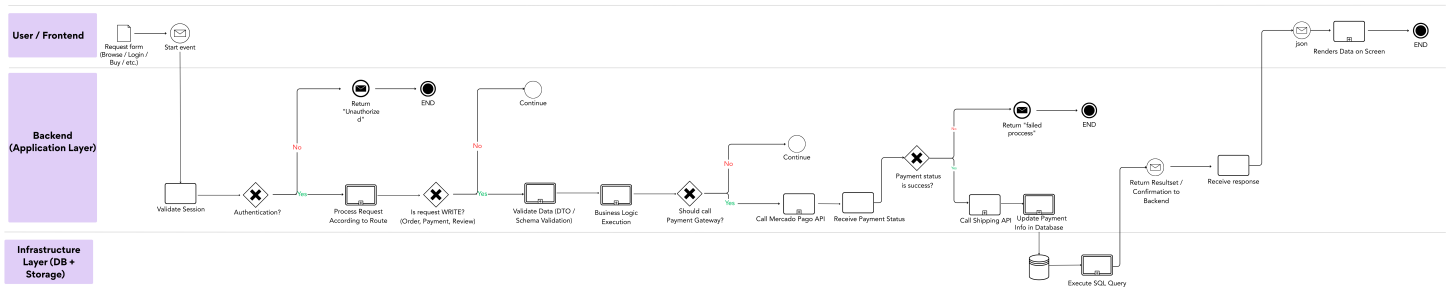 User / Frontend
Request form
(Browse / Login /
Buy / etc.)
Start event
json
Renders Data on Screen
END
Backend
(Application Layer)
Return
"Unauthorize
d"
END
No
Yes
Validate Session
Authentication?
Process Request
According to Route
Continue
No
Yes
Is request WRITE?
(Order, Payment, Review)
Validate Data (DTO /
Schema Validation)
Business Logic
Execution
Continue
No
Yes
Should call
Payment Gateway?
Call Mercado Pago API
Receive Payment Status
Payment status
is success?
Return "failed
proccess"
END
Call Shipping API
Update Payment
Info in Database
Return Resultset /
Confirmation to
Backend
Receive response
Infrastructure
Layer (DB +
Storage)
Execute SQL Query